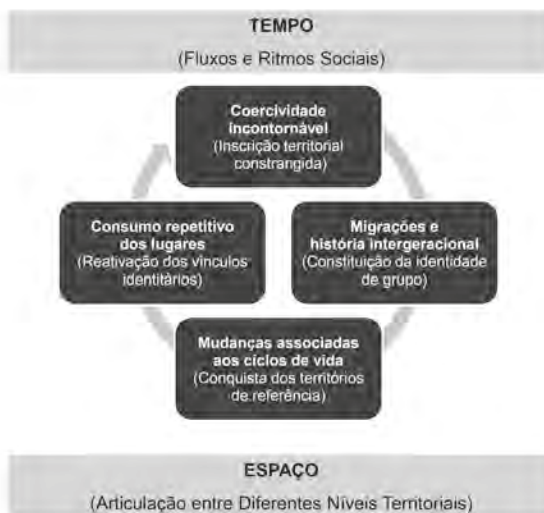 TEMPO
(Fluxos e Ritmos Sociais)
Coercividade
incontornável
(Inscrição territorial
constrangida)
Consumo repetitivo
dos lugares
(Reativação dos vínculos
identitários)
Migrações e
história intergeracional
(Constituição da identidade
de grupo)
Mudanças associadas
aos ciclos de vida
(Conquista dos territórios
de referência)
ESPAÇO
(Articulação entre Diferentes Níveis Territoriais)